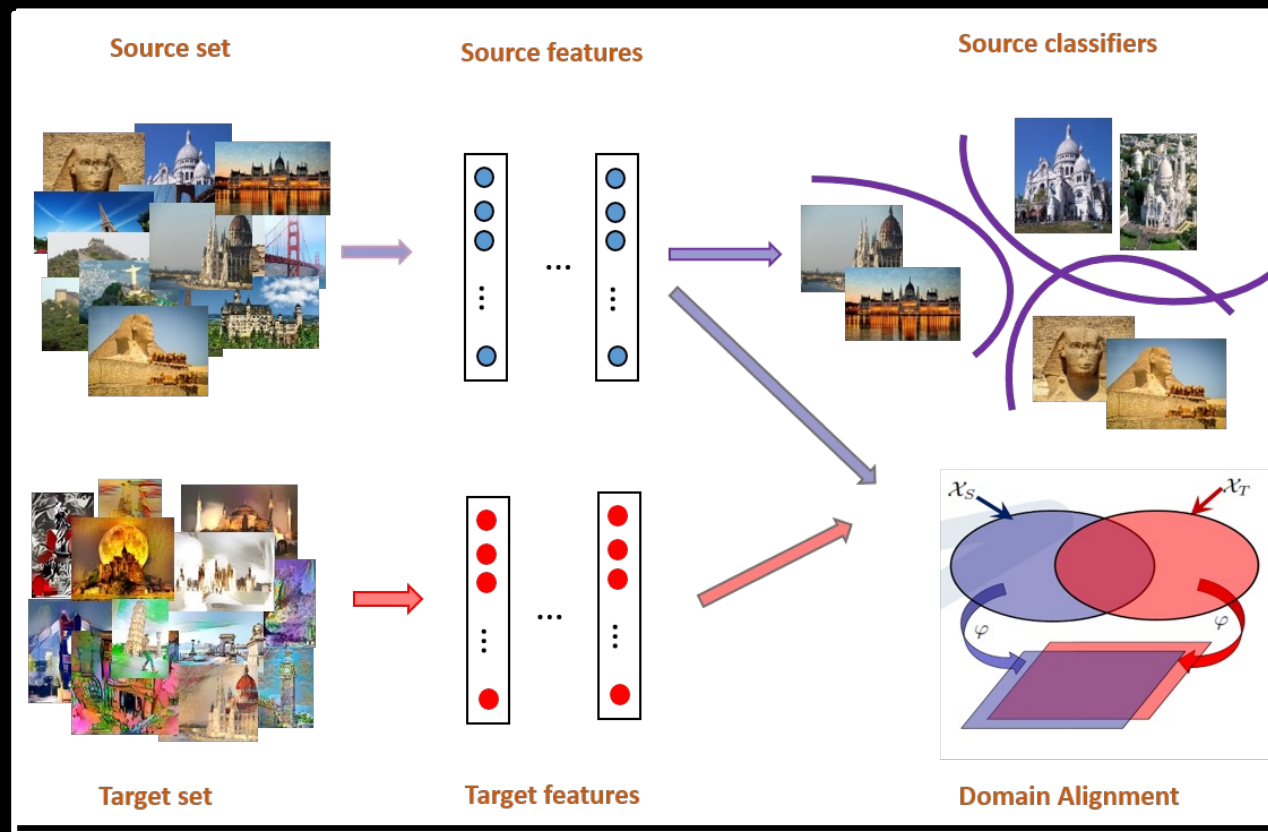 Source set
Source features
Source classifiers
...
...
...
𝒳_S
𝒳_T
...
...
...
φ
φ
Target set
Target features
Domain Alignment